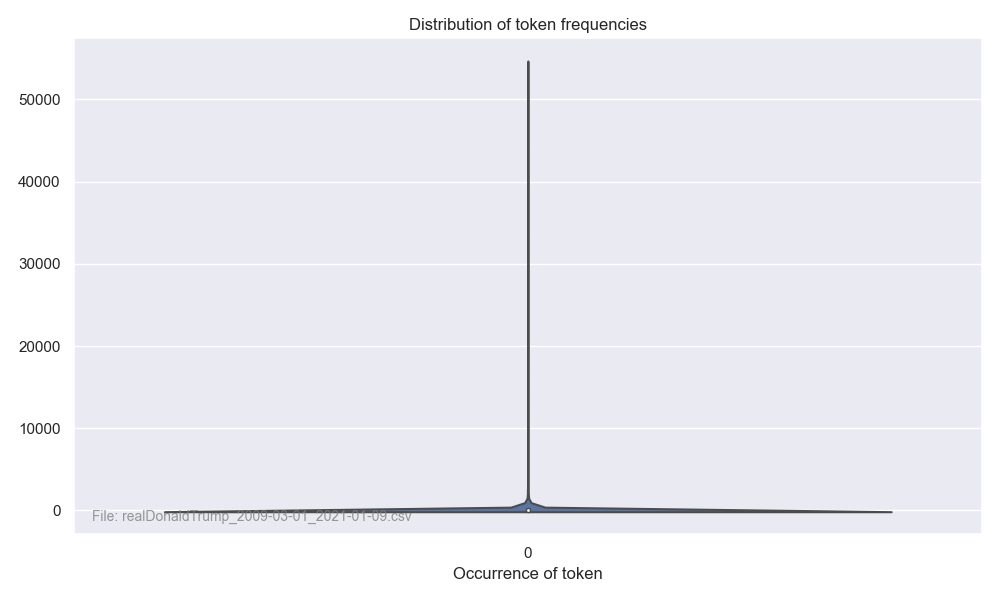 Distribution of token frequencies
50000
40000
30000
20000
10000
0
File: realDonaldTrump_2009-03-01_2021-01-09.csv
0
Occurrence of token